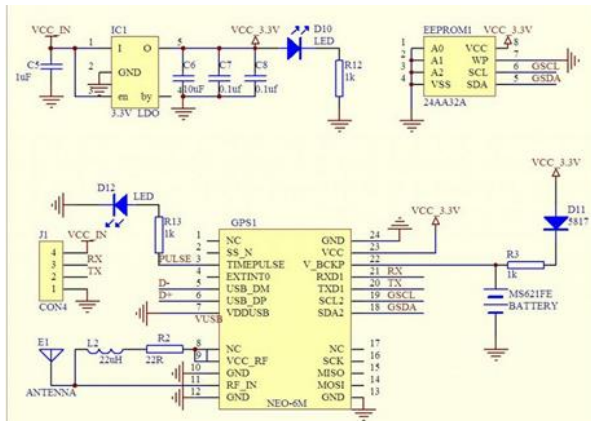 VCC_IN
IC1
VCC_3.3V
D10
LED
EEPROM1
VCC_3.3V
1 I O 5
C5
1uF
GND
3 en by 4
3.3V LDO
C6
10uF
C7
0.1uf
C8
0.1uf
R12
1k
1 A0 VCC 8
2 A1 WP 7
3 A2 SCL 6 GSCL
4 VSS SDA 5 GSDA
24AA32A
D12
LED
R13
1k
J1
VCC_IN
4
3 RX
2 TX
1
CON4
GPS1
VCC_3.3V
VCC_3.3V
D11
5817
1 NC GND 24
2 SS_N VCC 23
PULSE 3 TIMEPULSE V_BCKP 22
4 EXTINT0 RXD1 21 RX
D- 5 USB_DM TXD1 20 TX
D+ 6 USB_DP SCL2 19 GSCL
VUSB 7 VDDUSB SDA2 18 GSDA
8 NC NC 17
9 VCC_RF SCK 16
10 GND MISO 15
11 RF_IN MOSI 14
12 GND GND 13
NEO-6M
R3
1k
MS621FE
BATTERY
E1
ANTENNA
L2
22uH
R2
22R